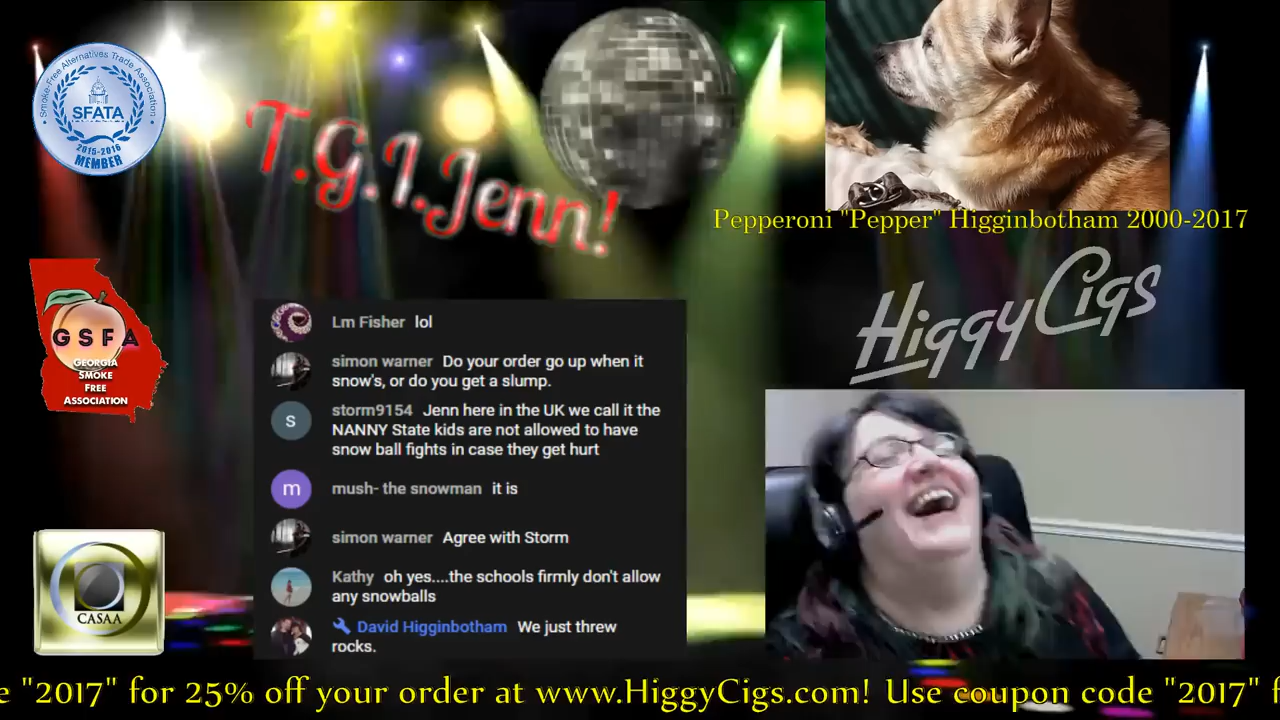 Smoke-Free Alternatives Trade Association
SFATA
2015-2016
MEMBER
T.G.I.Jenn!
Pepperoni "Pepper" Higginbotham 2000-2017
HiggyCigs
GSFA
GEORGIA
SMOKE
FREE
ASSOCIATION
Lm Fisher lol
simon warner Do your order go up when it
snow's, or do you get a slump.
s
storm9154 Jenn here in the UK we call it the
NANNY State kids are not allowed to have
snow ball fights in case they get hurt
m
mush- the snowman it is
simon warner Agree with Storm
Kathy oh yes....the schools firmly don't allow
any snowballs
David Higginbotham We just threw
rocks.
CASAA
e "2017" for 25% off your order at www.HiggyCigs.com! Use coupon code "2017" f